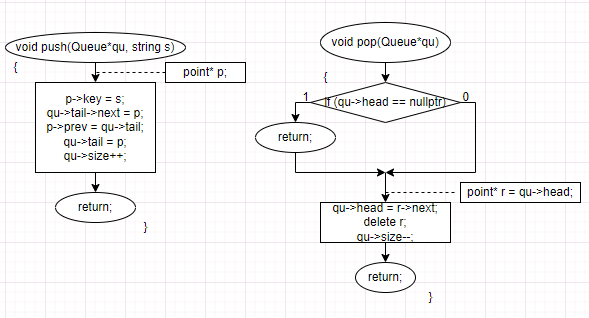 void push(Queue*qu, string s)
{
point* p;
p->key = s;
qu->tail->next = p;
p->prev = qu->tail;
qu->tail = p;
qu->size++;
return;
}
void pop(Queue*qu)
{
if (qu->head == nullptr)
1
0
return;
point* r = qu->head;
qu->head = r->next;
delete r;
qu->size--;
return;
}